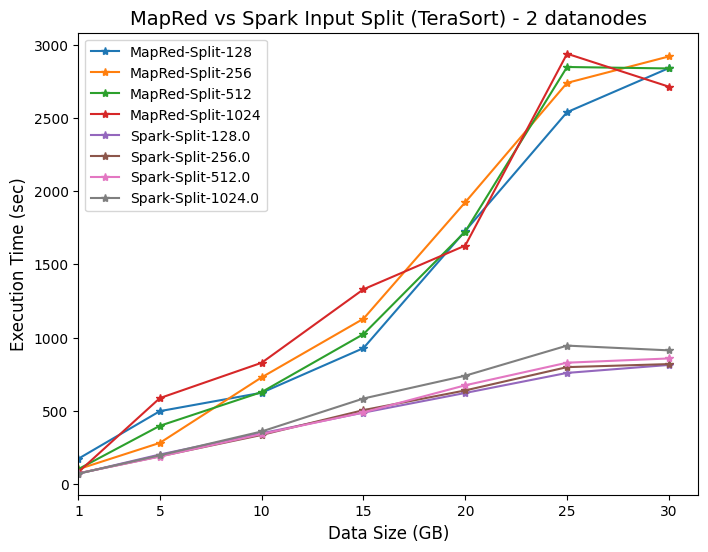 MapRed vs Spark Input Split (TeraSort) - 2 datanodes
MapRed-Split-128
MapRed-Split-256
MapRed-Split-512
MapRed-Split-1024
Spark-Split-128.0
Spark-Split-256.0
Spark-Split-512.0
Spark-Split-1024.0
3000
2500
2000
1500
1000
500
0
Execution Time (sec)
1 5 10 15 20 25 30
Data Size (GB)